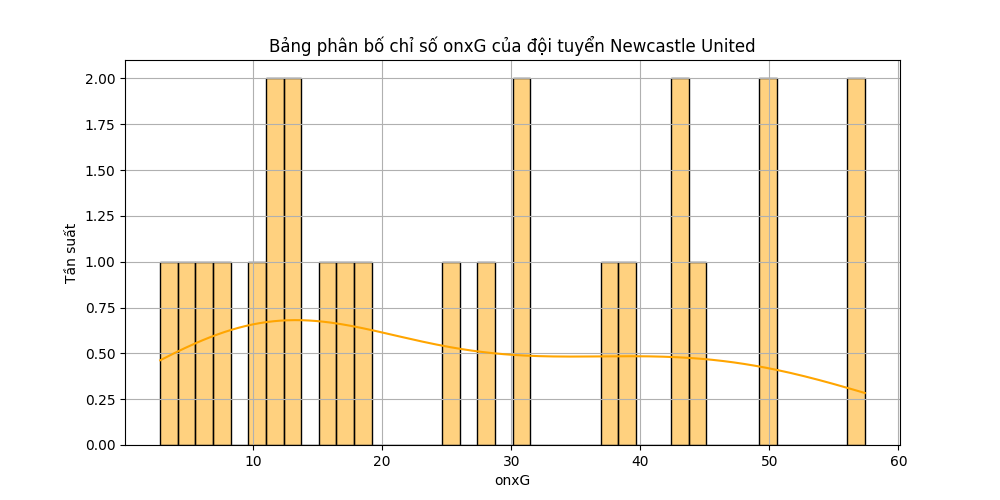 Bảng phân bố chỉ số onxG của đội tuyển Newcastle United
Tần suất
2.00
1.75
1.50
1.25
1.00
0.75
0.50
0.25
0.00
10 20 30 40 50 60
onxG